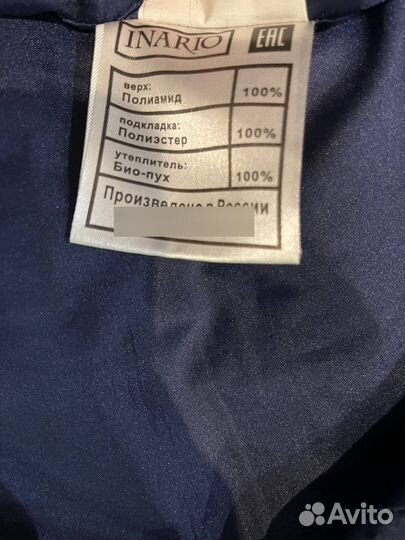 INARIO EAC
верх:
Полиамид 100%
подкладка:
Полиэстер 100%
утеплитель:
Био-пух 100%
Произведено в России
Avito